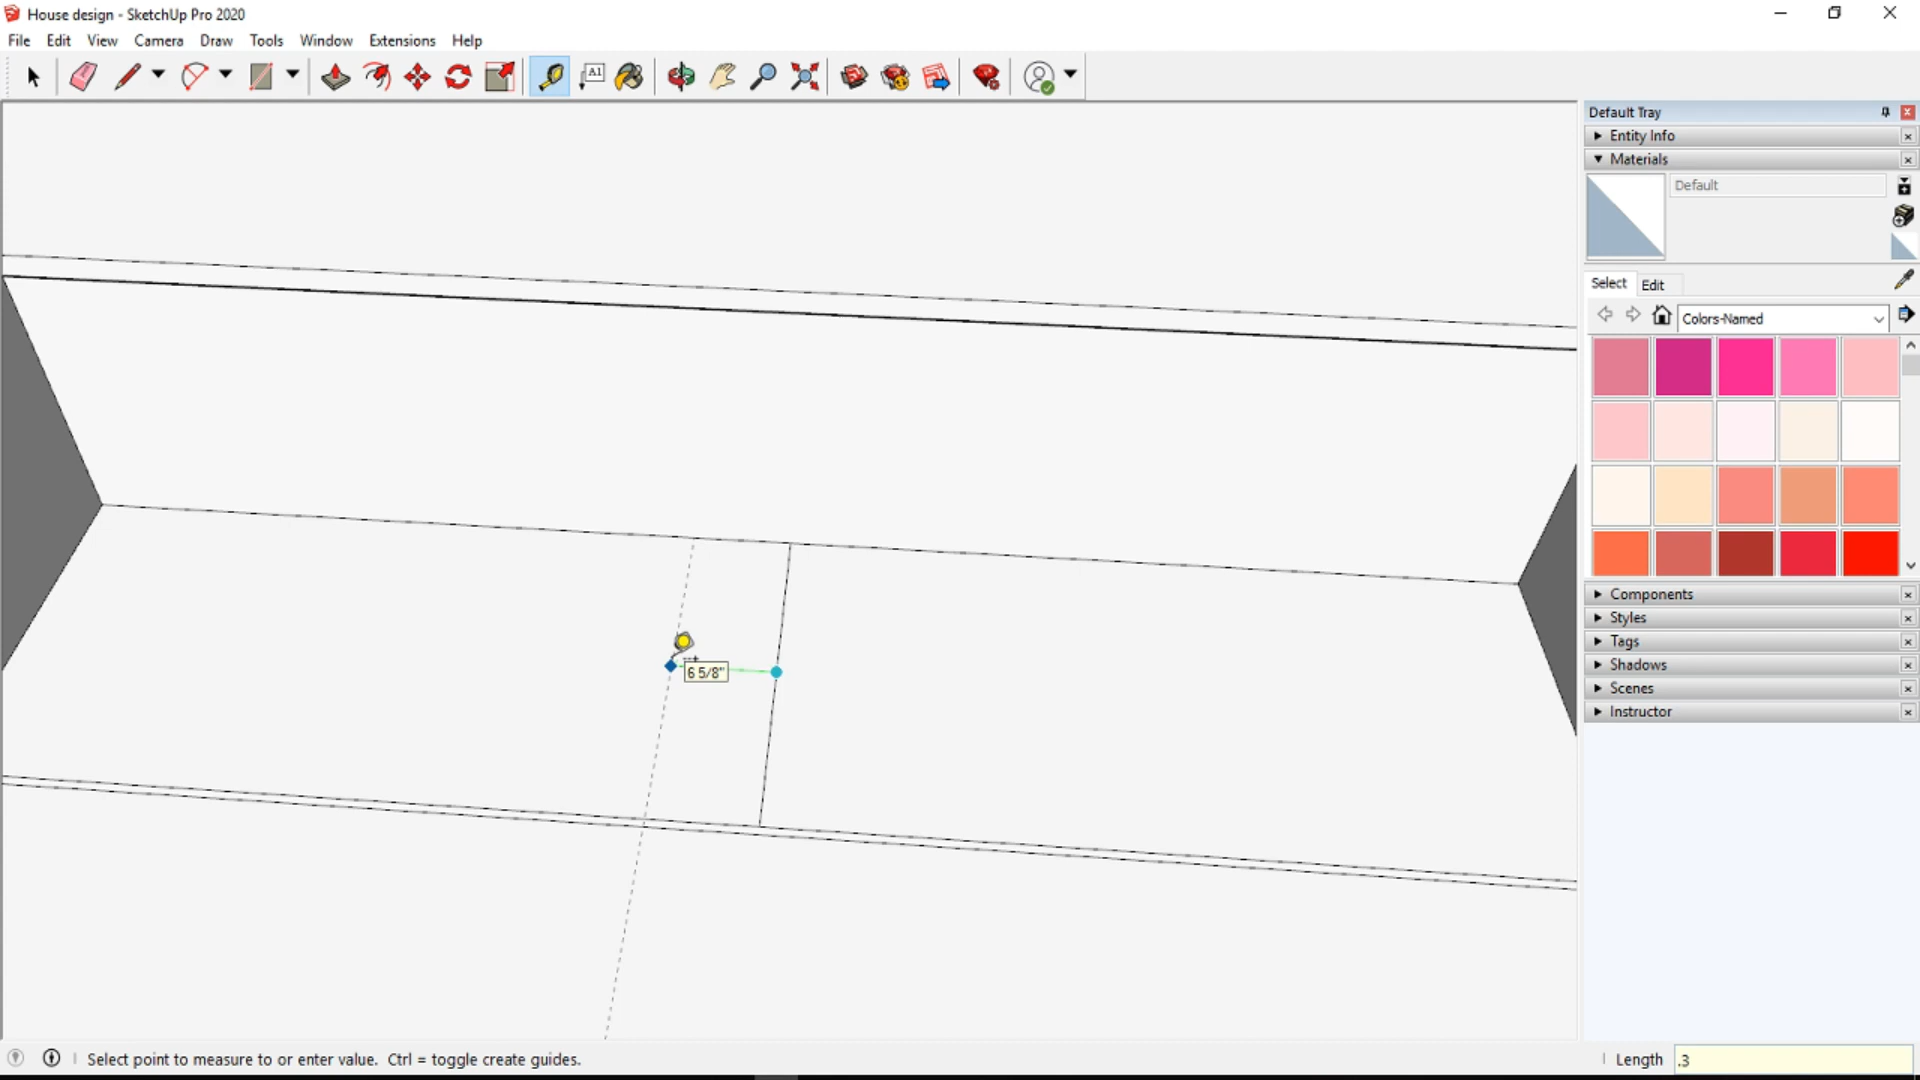 House design - SketchUp Pro 2020
File Edit View Camera Draw Tools Window Extensions Help
A1
Default Tray
Entity Info
Materials
Default
Select Edit
Colors-Named
6 5/8"
Components
Styles
Tags
Shadows
Scenes
Instructor
Select point to measure to or enter value. Ctrl = toggle create guides.
Length .3